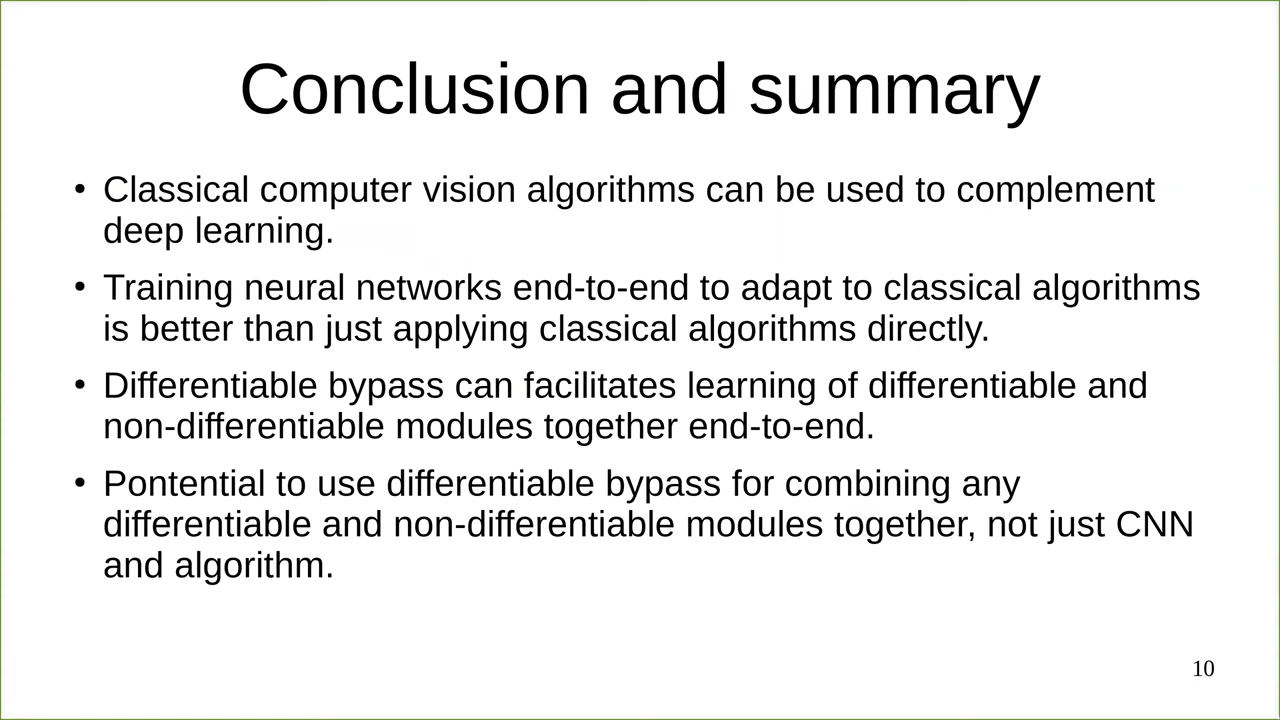 Conclusion and summary
• Classical computer vision algorithms can be used to complement
deep learning.
• Training neural networks end-to-end to adapt to classical algorithms
is better than just applying classical algorithms directly.
• Differentiable bypass can facilitates learning of differentiable and
non-differentiable modules together end-to-end.
• Pontential to use differentiable bypass for combining any
differentiable and non-differentiable modules together, not just CNN
and algorithm.
10